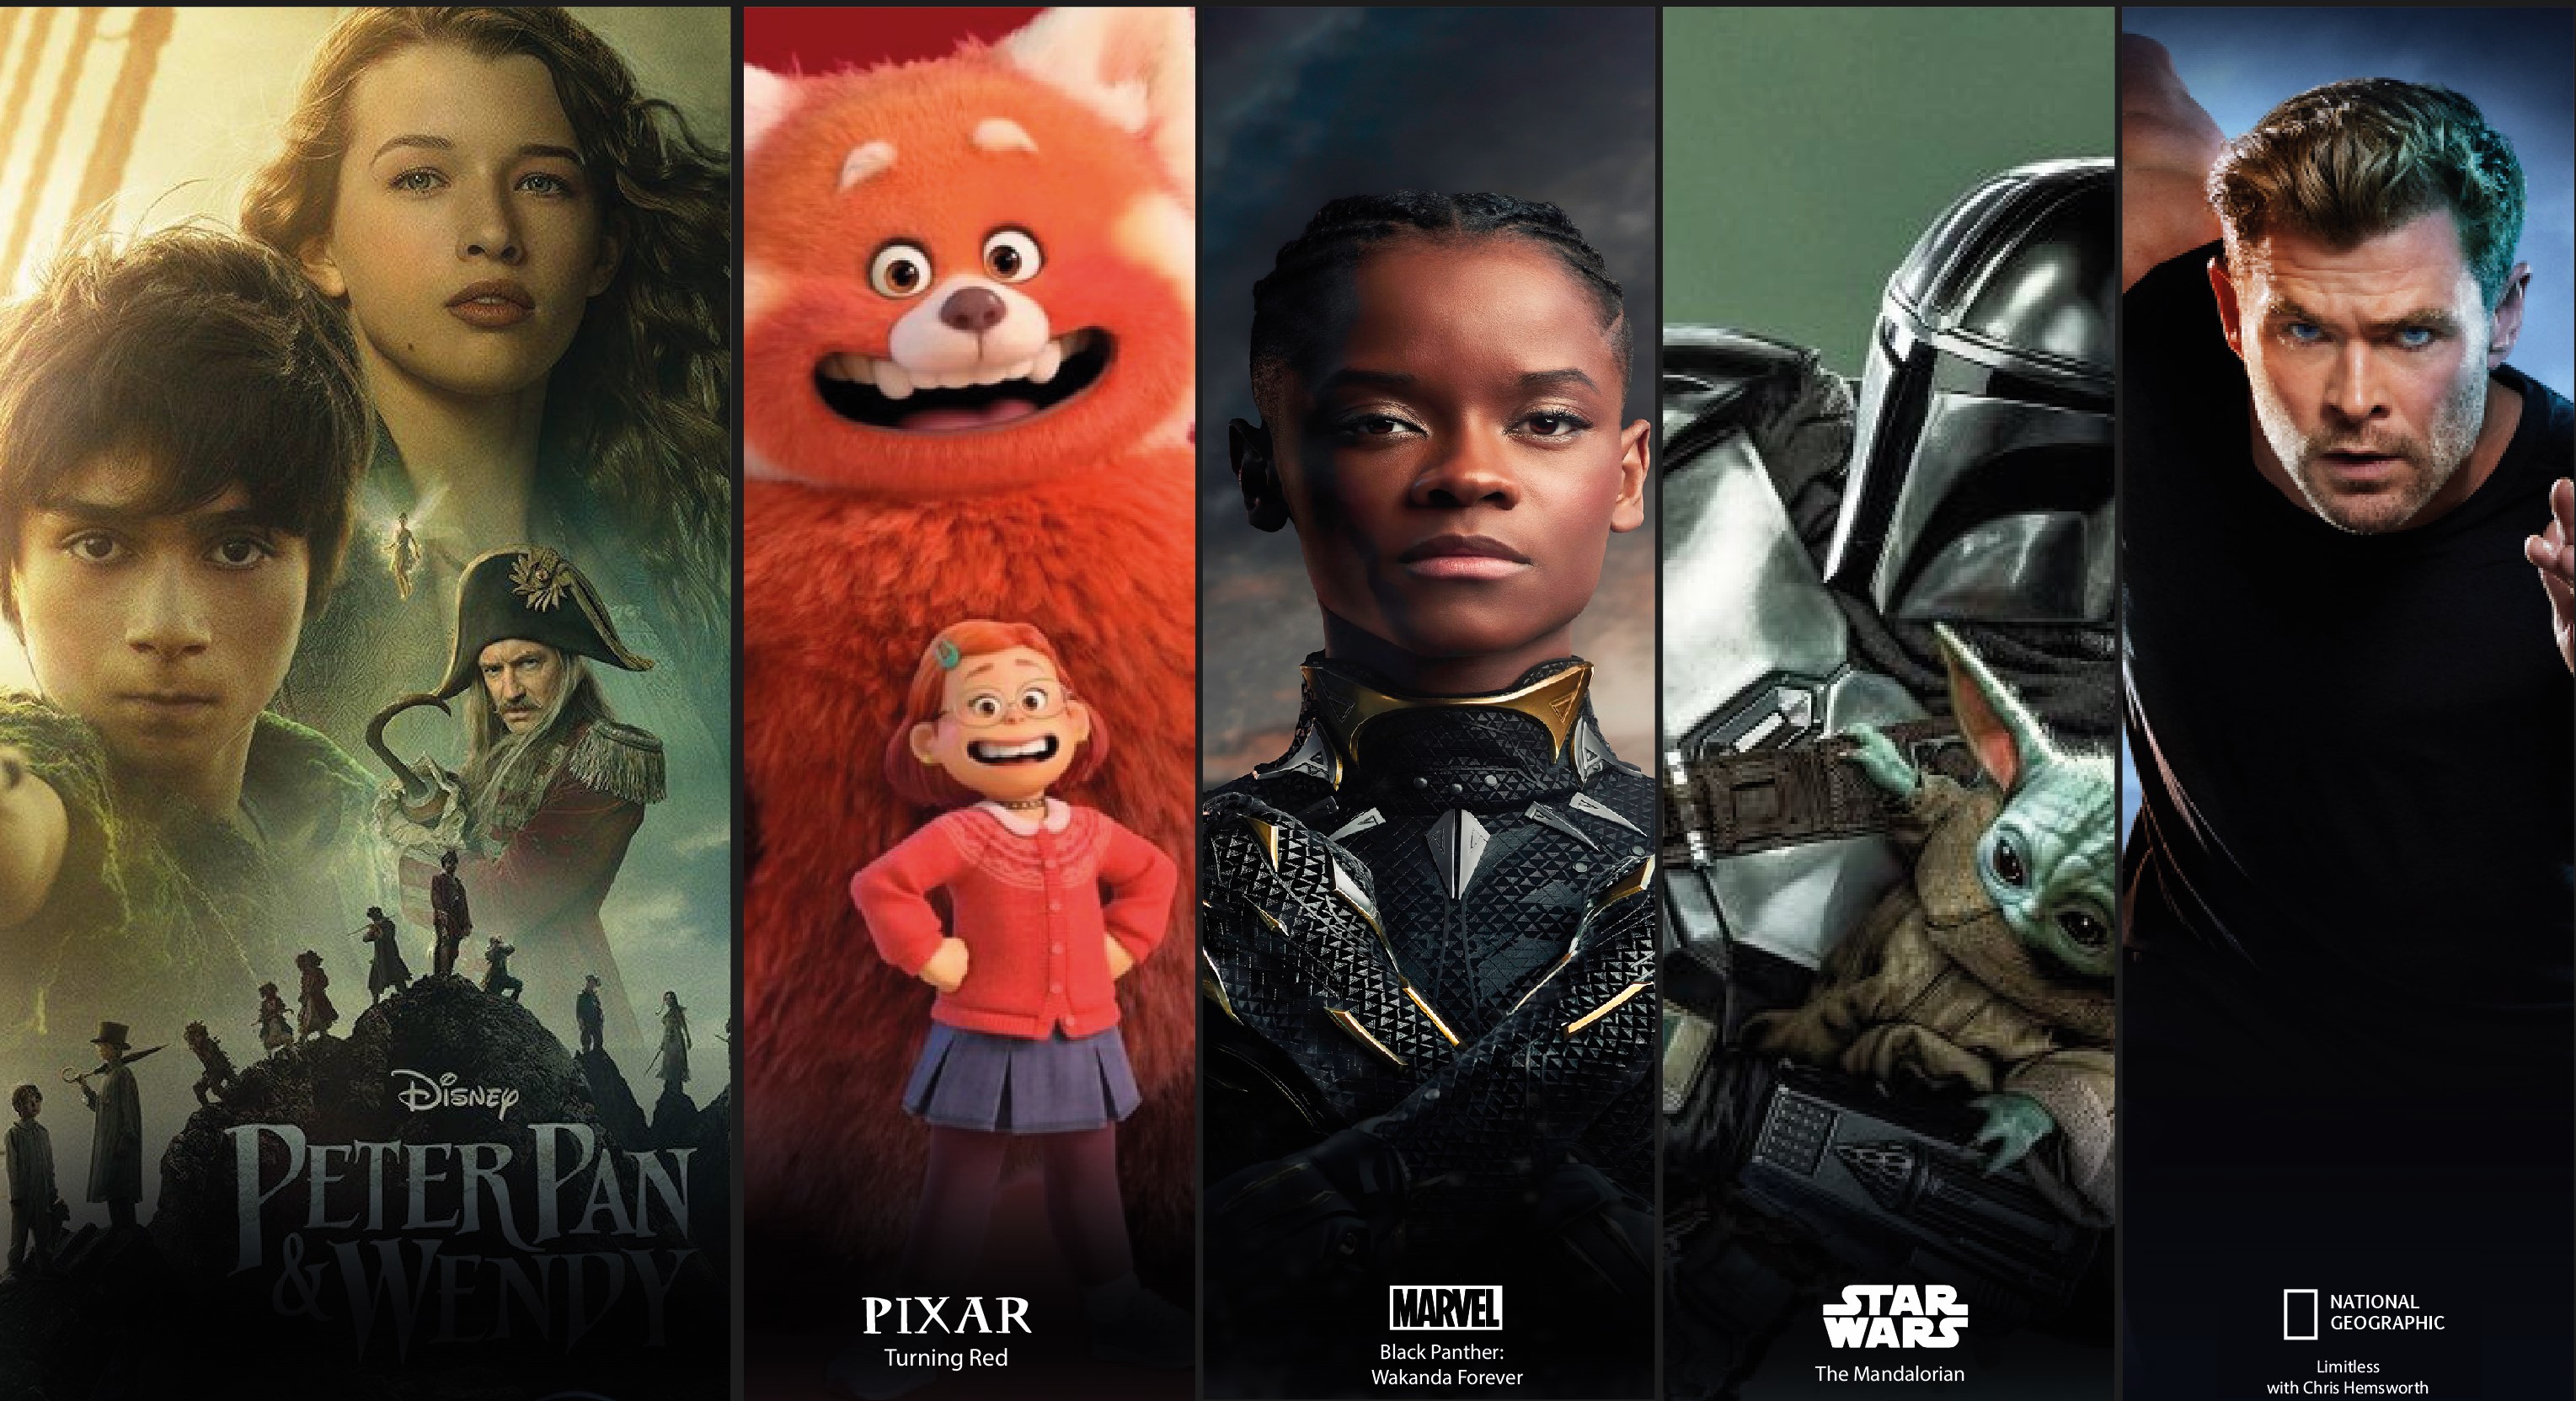 DISNEY
PETER PAN
& WENDY
PIXAR
Turning Red
MARVEL
Black Panther:
Wakanda Forever
STAR
WARS
The Mandalorian
NATIONAL
GEOGRAPHIC
Limitless
with Chris Hemsworth